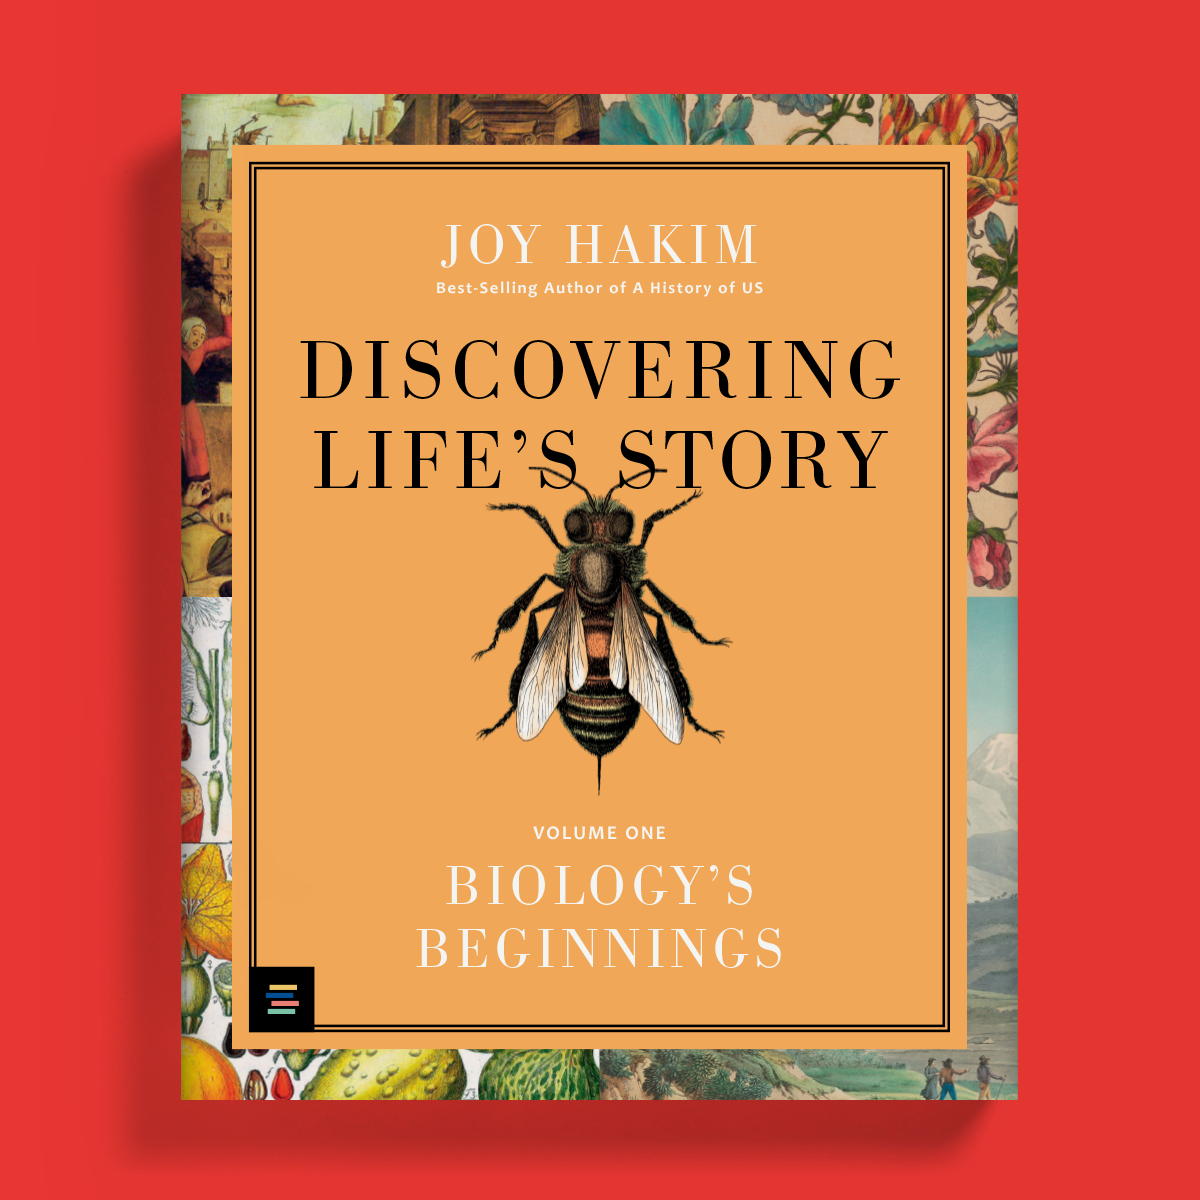 JOY HAKIM
Best-Selling Author of A History of US
DISCOVERING
LIFE’S STORY
VOLUME ONE
BIOLOGY’S
BEGINNINGS